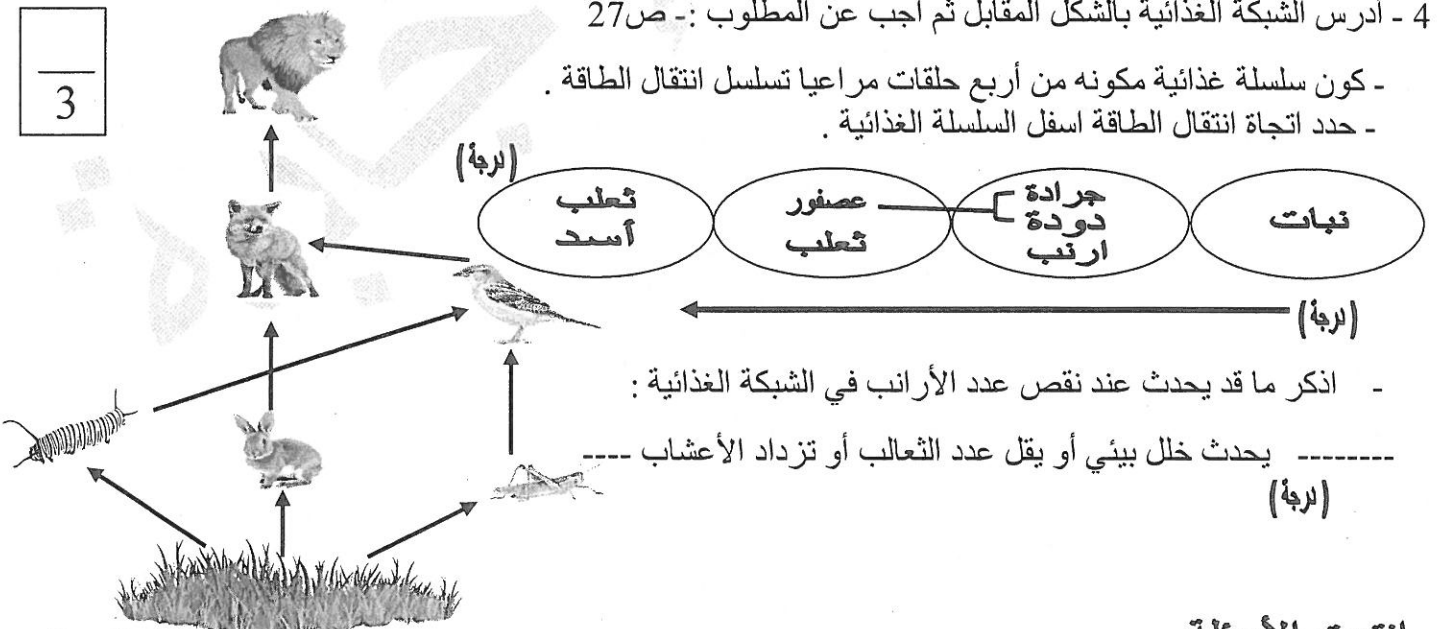 4 - ادرس الشبكة الغذائية بالشكل المقابل ثم أجب عن المطلوب :- ص27
- كون سلسلة غذائية مكونه من أربع حلقات مراعيا تسلسل انتقال الطاقة .
- حدد اتجاة انتقال الطاقة اسفل السلسلة الغذائية .
3
(درجة)
نبات
جرادة
دودة
ارنب
عصفور
ثعلب
ثعلب
أسد
(درجة)
- اذكر ما قد يحدث عند نقص عدد الأرانب في الشبكة الغذائية :
-------- يحدث خلل بيئي أو يقل عدد الثعالب أو تزداد الأعشاب ----
(درجة)